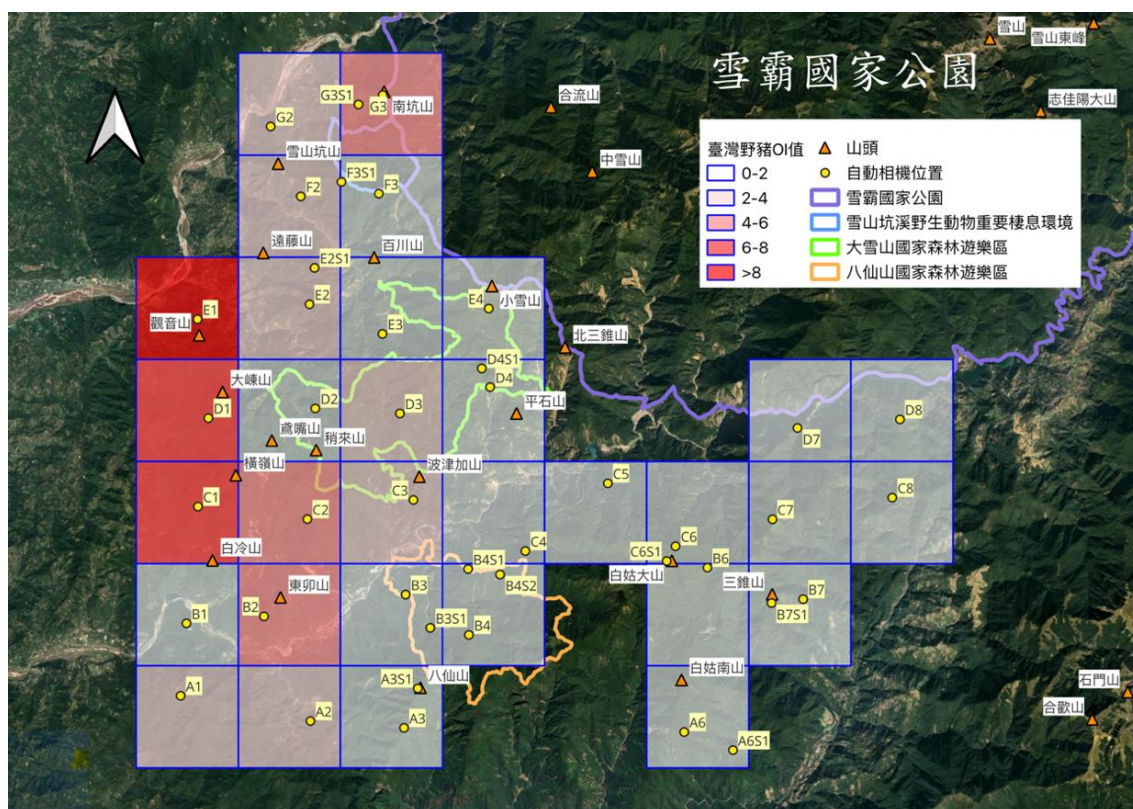 雪霸國家公園
雪山
雪山東峰
合流山
志佳陽大山
中雪山
臺灣野豬OI值
0-2
2-4
4-6
6-8
>8
山頭
自動相機位置
雪霸國家公園
雪山坑溪野生動物重要棲息環境
大雪山國家森林遊樂區
八仙山國家森林遊樂區
G3S1
G3
南坑山
G2
雪山坑山
F3S1
F3
F2
遠藤山
百川山
E2S1
E2
小雪山
E4
E1
觀音山
E3
北三錐山
D4S1
D4
大崠山
D2
D3
平石山
D1
D8
D7
鳶嘴山
稍來山
橫嶺山
波津加山
C5
C1
C2
C3
C7
C8
白冷山
C4
C6
C6S1
白姑大山
B6
B4S1
B4S2
東卯山
B3
三錐山
B7
B7S1
B1
B2
B3S1
B4
A3S1
八仙山
白姑南山
石門山
A1
A2
A3
A6
A6S1
合歡山